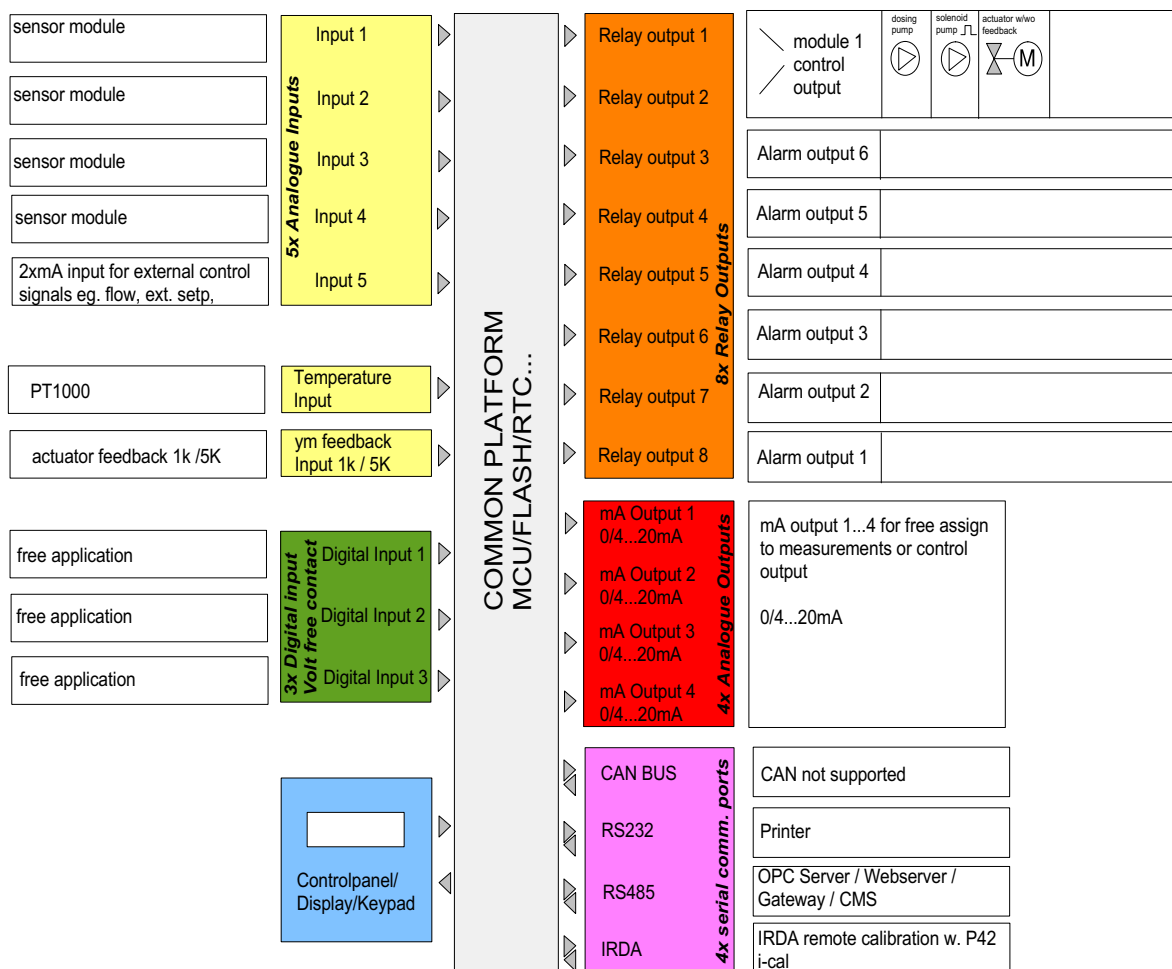 sensor module
sensor module
sensor module
sensor module
2xmA input for external control
signals eg. flow, ext. setp,
Input 1
Input 2
Input 3
Input 4
Input 5
5x Analogue Inputs
PT1000
Temperature
Input
actuator feedback 1k /5K
ym feedback
Input 1k / 5K
free application
free application
free application
3x Digital input
Volt free contact
Digital Input 1
Digital Input 2
Digital Input 3
Controlpanel/
Display/Keypad
COMMON PLATFORM
MCU/FLASH/RTC...
Relay output 1
Relay output 2
Relay output 3
Relay output 4
Relay output 5
Relay output 6
Relay output 7
Relay output 8
8x Relay Outputs
module 1
control
output
dosing
pump
solenoid
pump
actuator w/wo
feedback
M
Alarm output 6
Alarm output 5
Alarm output 4
Alarm output 3
Alarm output 2
Alarm output 1
mA Output 1
0/4...20mA
mA Output 2
0/4...20mA
mA Output 3
0/4...20mA
mA Output 4
0/4...20mA
4x Analogue Outputs
mA output 1...4 for free assign
to measurements or control
output
0/4...20mA
CAN BUS
RS232
RS485
IRDA
4x serial comm. ports
CAN not supported
Printer
OPC Server / Webserver /
Gateway / CMS
IRDA remote calibration w. P42
i-cal